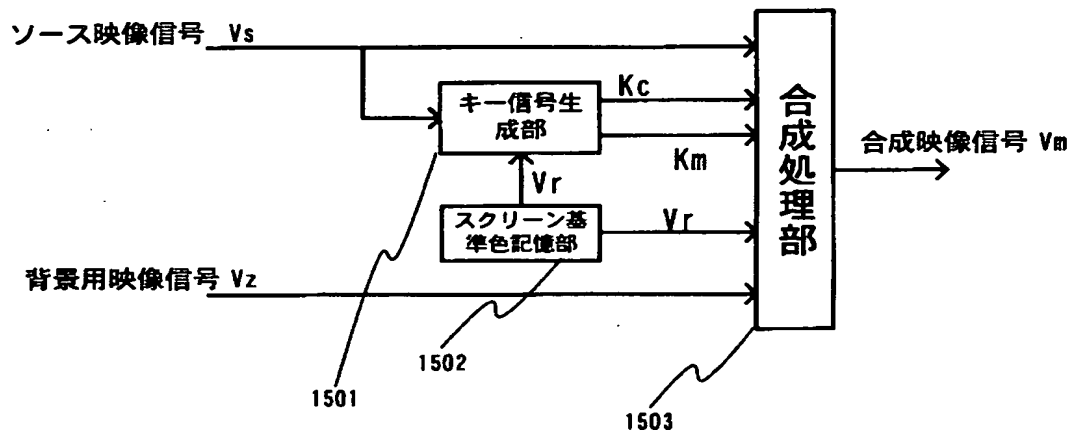 ソース映像信号 Vs
キー信号生
成部
Kc
Km
Vr
スクリーン基
準色記憶部
Vr
背景用映像信号 Vz
合成処理部
合成映像信号 Vm
1501
1502
1503